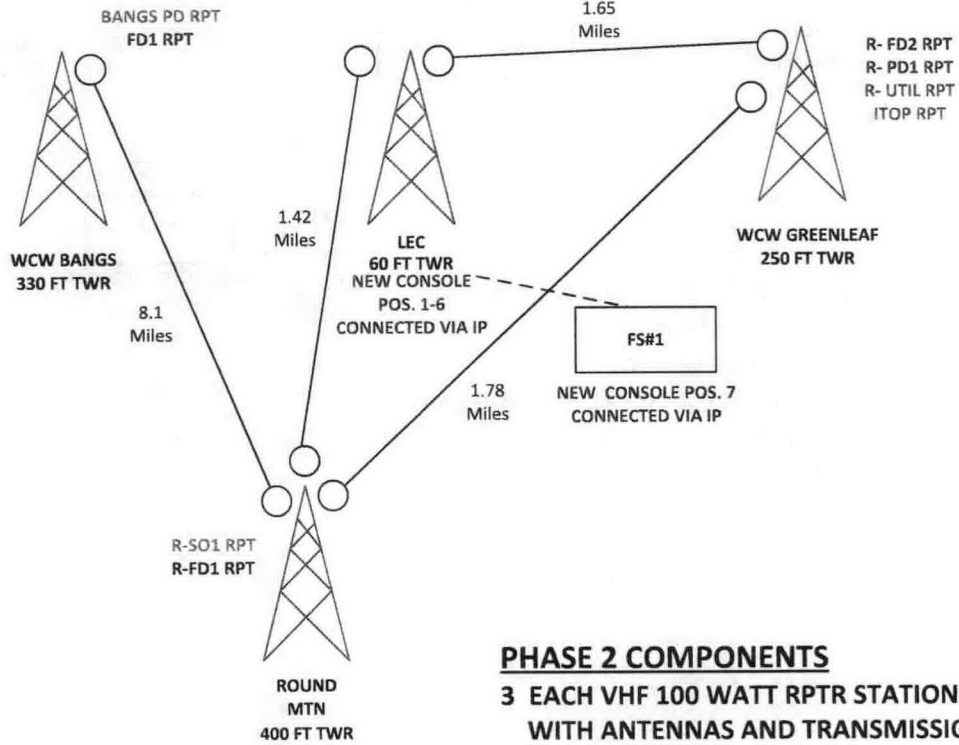 BANGS PD RPT
FD1 RPT
WCW BANGS
330 FT TWR
8.1
Miles
1.42
Miles
LEC
60 FT TWR
NEW CONSOLE
POS. 1-6
CONNECTED VIA IP
1.65
Miles
R- FD2 RPT
R- PD1 RPT
R- UTIL RPT
ITOP RPT
WCW GREENLEAF
250 FT TWR
FS#1
NEW CONSOLE POS. 7
CONNECTED VIA IP
1.78
Miles
R-SO1 RPT
R-FD1 RPT
ROUND
MTN
400 FT TWR
PHASE 2 COMPONENTS
3 EACH VHF 100 WATT RPTR STATION
WITH ANTENNAS AND